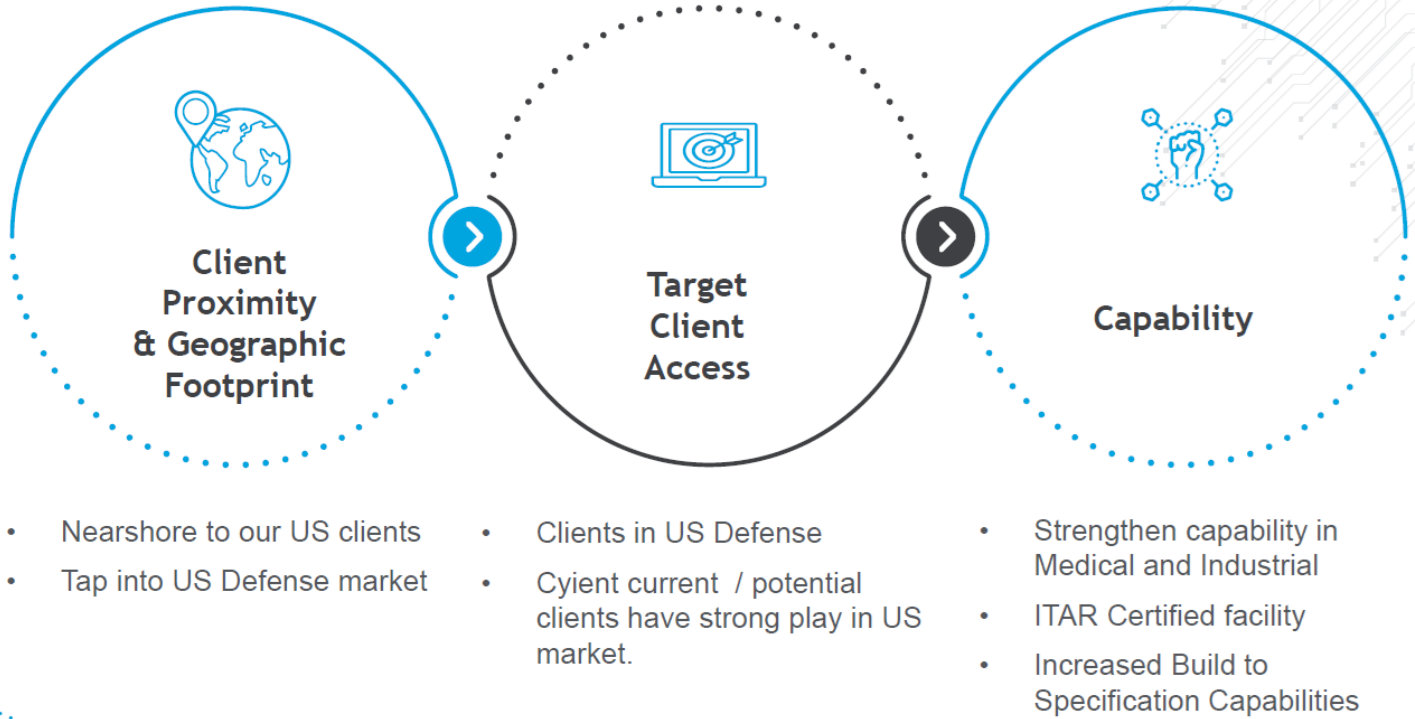 Client
Proximity
& Geographic
Footprint
Target
Client
Access
Capability
• Nearshore to our US clients
• Tap into US Defense market
• Clients in US Defense
• Cyient current / potential
clients have strong play in US
market.
• Strengthen capability in
Medical and Industrial
• ITAR Certified facility
• Increased Build to
Specification Capabilities